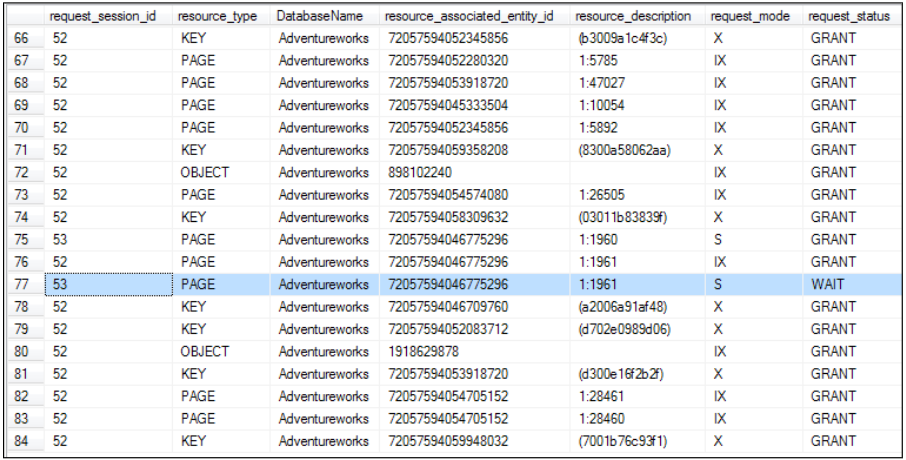 request_session_id resource_type DatabaseName resource_associated_entity_id resource_description request_mode request_status
66 52 KEY Adventureworks 72057594052345856 (b3009a1c4f3c) X GRANT
67 52 PAGE Adventureworks 72057594052280320 1:5785 IX GRANT
68 52 PAGE Adventureworks 72057594053918720 1:47027 IX GRANT
69 52 PAGE Adventureworks 72057594045333504 1:10054 IX GRANT
70 52 PAGE Adventureworks 72057594052345856 1:5892 IX GRANT
71 52 KEY Adventureworks 72057594059358208 (8300a58062aa) X GRANT
72 52 OBJECT Adventureworks 898102240 IX GRANT
73 52 PAGE Adventureworks 72057594054574080 1:26505 IX GRANT
74 52 KEY Adventureworks 72057594058309632 (03011b83839f) X GRANT
75 53 PAGE Adventureworks 72057594046775296 1:1960 S GRANT
76 52 PAGE Adventureworks 72057594046775296 1:1961 IX GRANT
77 53 PAGE Adventureworks 72057594046775296 1:1961 S WAIT
78 52 KEY Adventureworks 72057594046709760 (a2006a91af48) X GRANT
79 52 KEY Adventureworks 72057594052083712 (d702e0989d06) X GRANT
80 52 OBJECT Adventureworks 1918629878 IX GRANT
81 52 KEY Adventureworks 72057594053918720 (d300e16f2b2f) X GRANT
82 52 PAGE Adventureworks 72057594054705152 1:28461 IX GRANT
83 52 PAGE Adventureworks 72057594054705152 1:28460 IX GRANT
84 52 KEY Adventureworks 72057594059948032 (7001b76c93f1) X GRANT